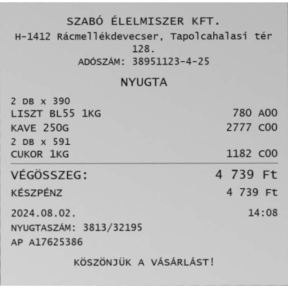 SZABÓ ÉLELMISZER KFT.
H-1412 Rácmellékdevecser, Tapolcahalasi tér
128.
ADÓSZÁM: 38951123-4-25
NYUGTA
2 DB x 390
LISZT BL55 1KG 780 A00
KAVE 250G 2777 C00
2 DB x 591
CUKOR 1KG 1182 C00
VÉGÖSSZEG: 4 739 Ft
KÉSZPÉNZ 4 739 Ft
2024.08.02. 14:08
NYUGTASZÁM: 3813/32195
AP A17625386
KÖSZÖNJÜK A VÁSÁRLÁST!